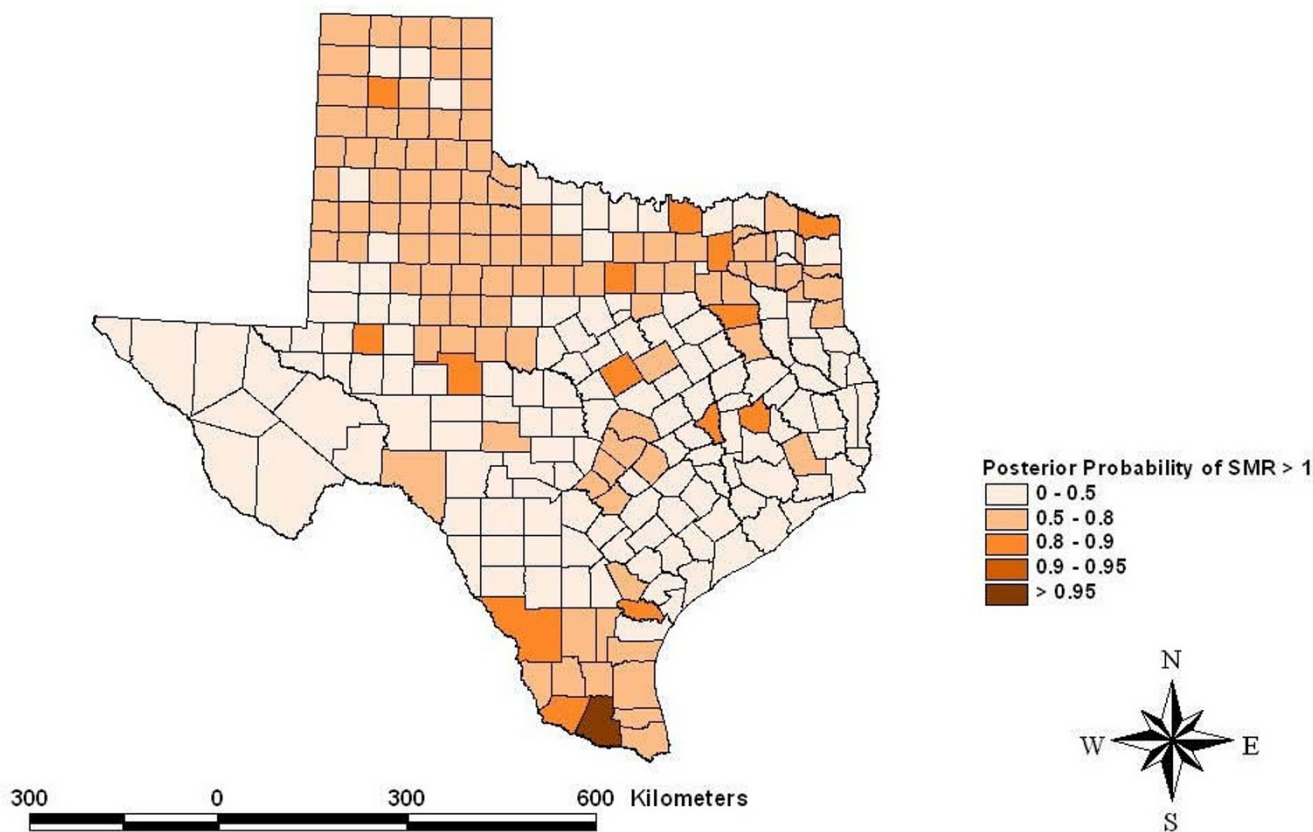 Posterior Probability of SMR > 1
0 - 0.5
0.5 - 0.8
0.8 - 0.9
0.9 - 0.95
> 0.95
N
W E
S
300 0 300 600 Kilometers